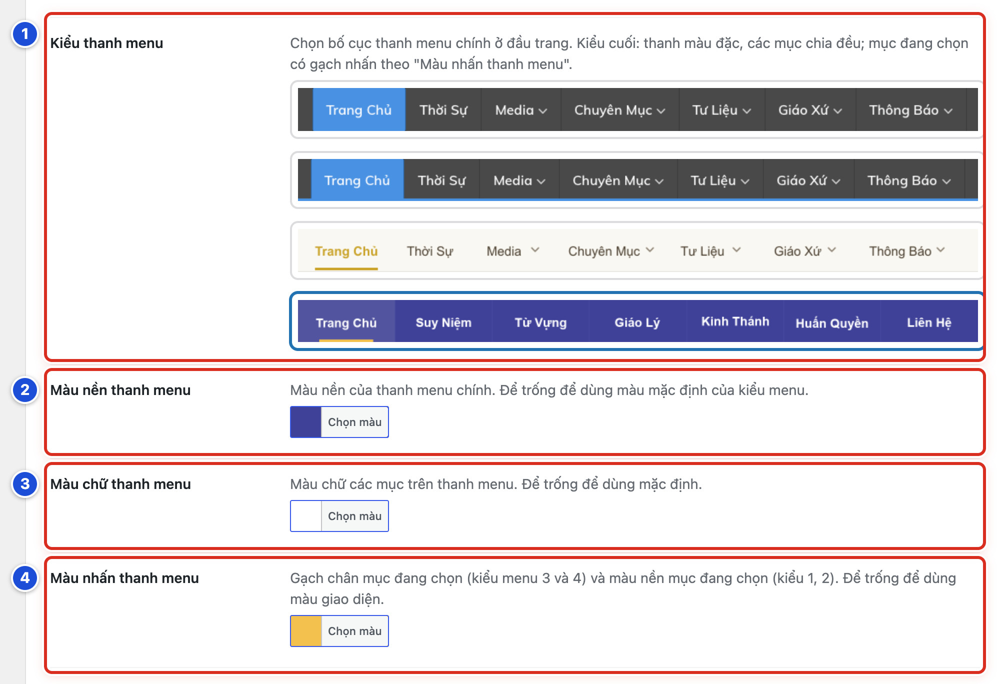 1
Kiểu thanh menu
Chọn bố cục thanh menu chính ở đầu trang. Kiểu cuối: thanh màu đặc, các mục chia đều; mục đang chọn
có gạch nhấn theo "Màu nhấn thanh menu".
Trang Chủ Thời Sự Media Chuyên Mục Tư Liệu Giáo Xứ Thông Báo
Trang Chủ Thời Sự Media Chuyên Mục Tư Liệu Giáo Xứ Thông Báo
Trang Chủ Thời Sự Media Chuyên Mục Tư Liệu Giáo Xứ Thông Báo
Trang Chủ Suy Niệm Từ Vựng Giáo Lý Kinh Thánh Huấn Quyền Liên Hệ
2
Màu nền thanh menu
Màu nền của thanh menu chính. Để trống để dùng màu mặc định của kiểu menu.
Chọn màu
3
Màu chữ thanh menu
Màu chữ các mục trên thanh menu. Để trống để dùng mặc định.
Chọn màu
4
Màu nhấn thanh menu
Gạch chân mục đang chọn (kiểu menu 3 và 4) và màu nền mục đang chọn (kiểu 1, 2). Để trống để dùng
màu giao diện.
Chọn màu